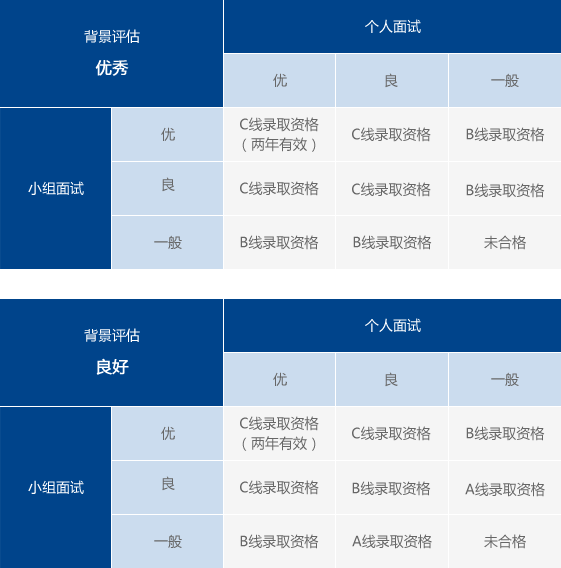 背景评估
优秀
个人面试
优
良
一般
小组面试
优
C线录取资格
（两年有效）
C线录取资格
B线录取资格
良
C线录取资格
C线录取资格
B线录取资格
一般
B线录取资格
B线录取资格
未合格
背景评估
良好
个人面试
优
良
一般
小组面试
优
C线录取资格
（两年有效）
C线录取资格
B线录取资格
良
C线录取资格
B线录取资格
A线录取资格
一般
B线录取资格
A线录取资格
未合格